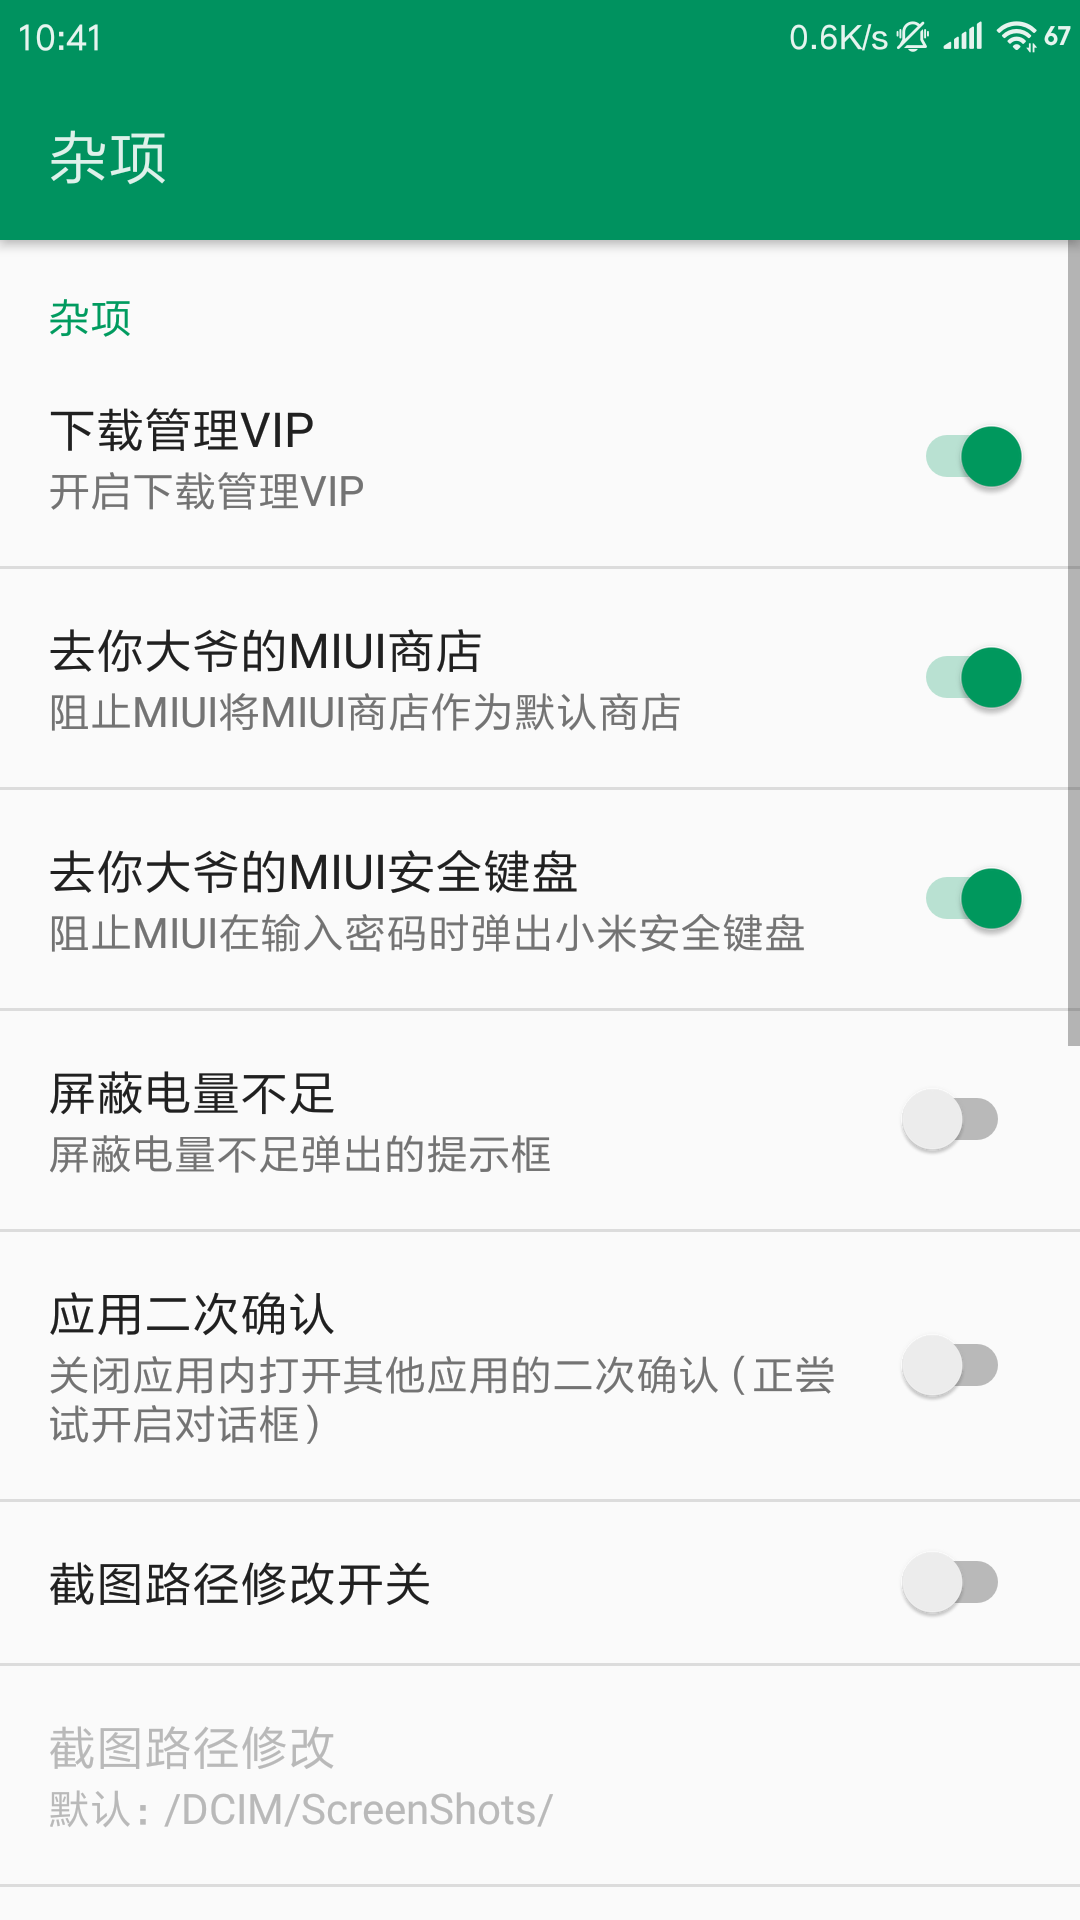 10:41
0.6K/s
67
杂项
杂项
下载管理VIP
开启下载管理VIP
去你大爷的MIUI商店
阻止MIUI将MIUI商店作为默认商店
去你大爷的MIUI安全键盘
阻止MIUI在输入密码时弹出小米安全键盘
屏蔽电量不足
屏蔽电量不足弹出的提示框
应用二次确认
关闭应用内打开其他应用的二次确认（正尝
试开启对话框）
截图路径修改开关
截图路径修改
默认：/DCIM/ScreenShots/